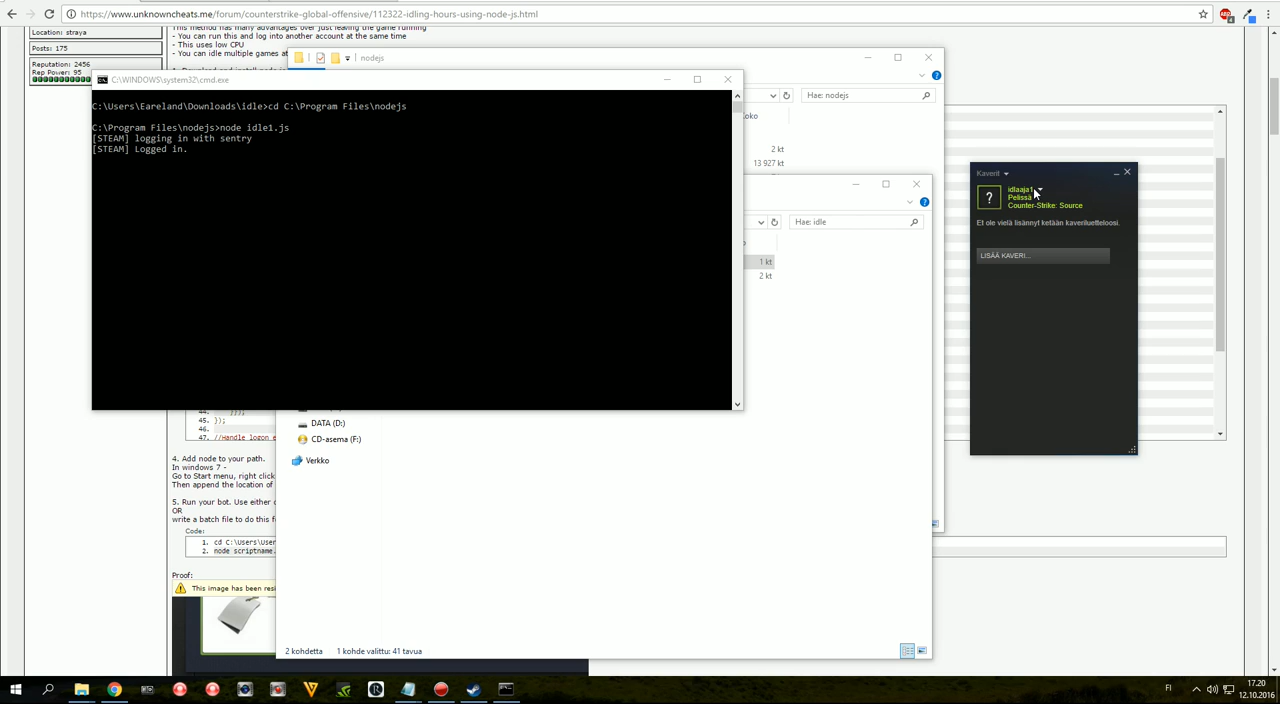 https://www.unknowncheats.me/forum/counterstrike-global-offensive/112322-idling-hours-using-node-js.html
Location: straya
Posts: 175
Reputation: 2456
Rep Power: 95
This method has many advantages over just leaving the game running
- You can run this and log into another account at the same time
- This uses low CPU
- You can idle multiple games at
nodejs
Hae: nodejs
2 kt
13 927 kt
C:\WINDOWS\system32\cmd.exe
C:\Users\Eareland\Downloads\idle>cd C:\Program Files\nodejs
C:\Program Files\nodejs>node idle1.js
[STEAM] logging in with sentry
[STEAM] Logged in.
Hae: idle
1 kt
2 kt
Kaverit
idlaaja1
Pelissä
Counter-Strike: Source
Et ole vielä lisännyt ketään kaveriluetteloosi.
LISÄÄ KAVERI...
44. }});
45. });
46.
47. //Handle logon e
DATA (D:)
CD-asema (F:)
Verkko
4. Add node to your path.
In windows 7 -
Go to Start menu, right click
Then append the location of
5. Run your bot. Use either
OR
write a batch file to do this
Code:
1. cd C:\Users\User
2. node scriptname.
Proof:
This image has been resi
2 kohdetta 1 kohde valittu: 41 tavua
FI
17.20
12.10.2016